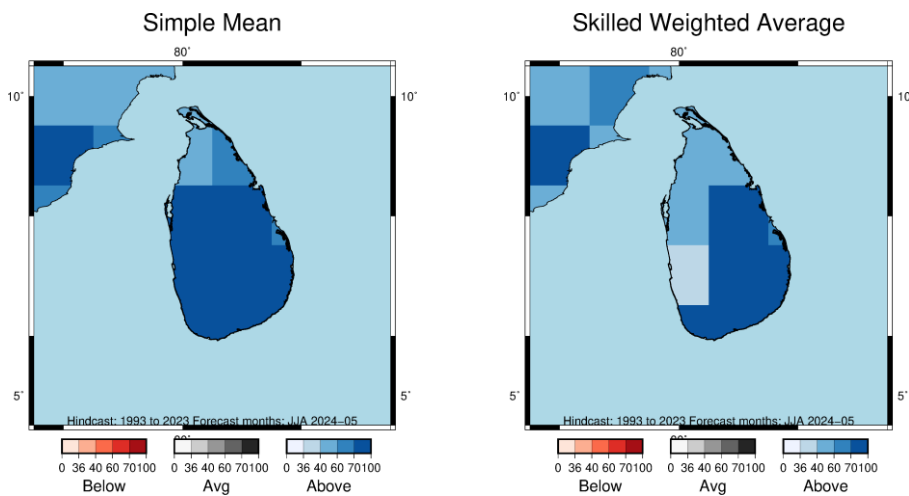 Simple Mean
Skilled Weighted Average
80°
80°
10°
10°
10°
10°
5°
5°
5°
5°
Hindcast: 1993 to 2023 Forecast months: JJA 2024−05
Hindcast: 1993 to 2023 Forecast months: JJA 2024−05
0 36 40 60 70 100
0 36 40 60 70 100
0 36 40 60 70 100
0 36 40 60 70 100
0 36 40 60 70 100
0 36 40 60 70 100
Below
Avg
Above
Below
Avg
Above